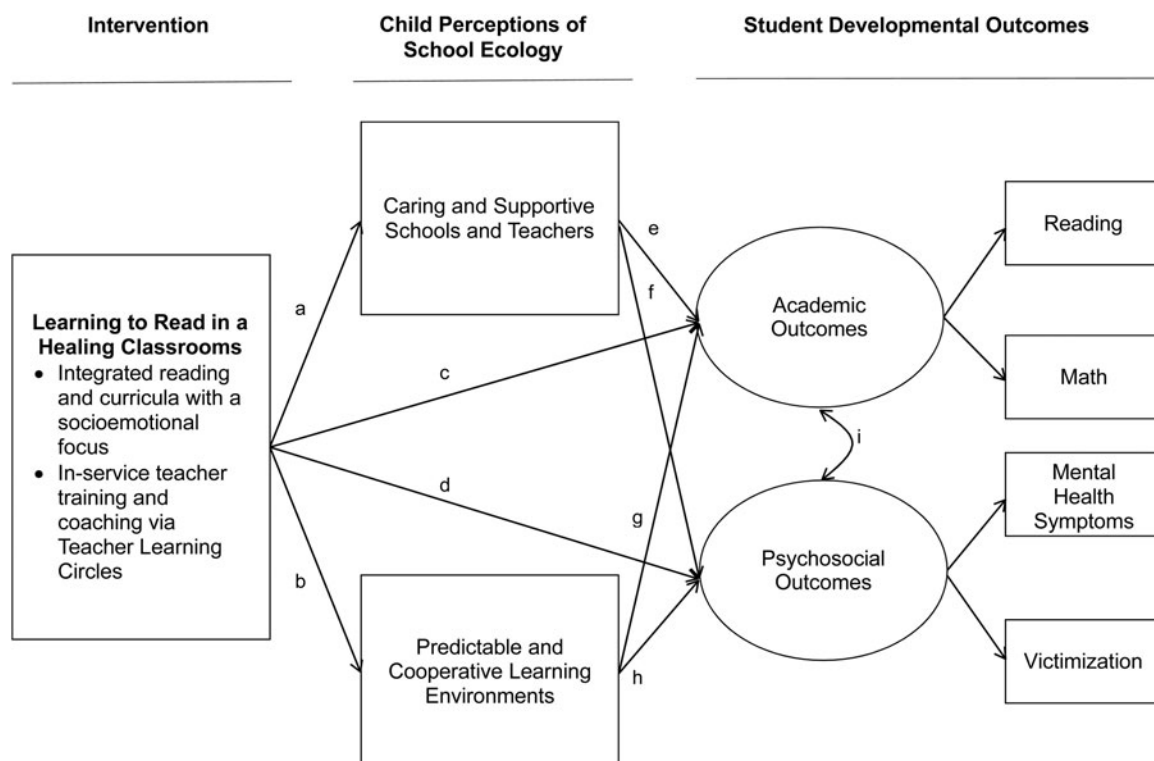 Intervention
Child Perceptions of
School Ecology
Student Developmental Outcomes
Learning to Read in a
Healing Classrooms
• Integrated reading
and curricula with a
socioemotional
focus
• In-service teacher
training and
coaching via
Teacher Learning
Circles
a
b
c
d
Caring and Supportive
Schools and Teachers
Predictable and
Cooperative Learning
Environments
e
f
g
h
Academic
Outcomes
i
Psychosocial
Outcomes
Reading
Math
Mental
Health
Symptoms
Victimization